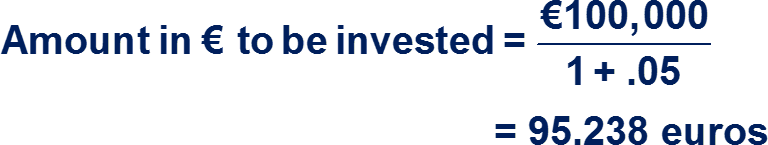 Amount in € to be invested = €100,000
1 + .05
= 95,238 euros